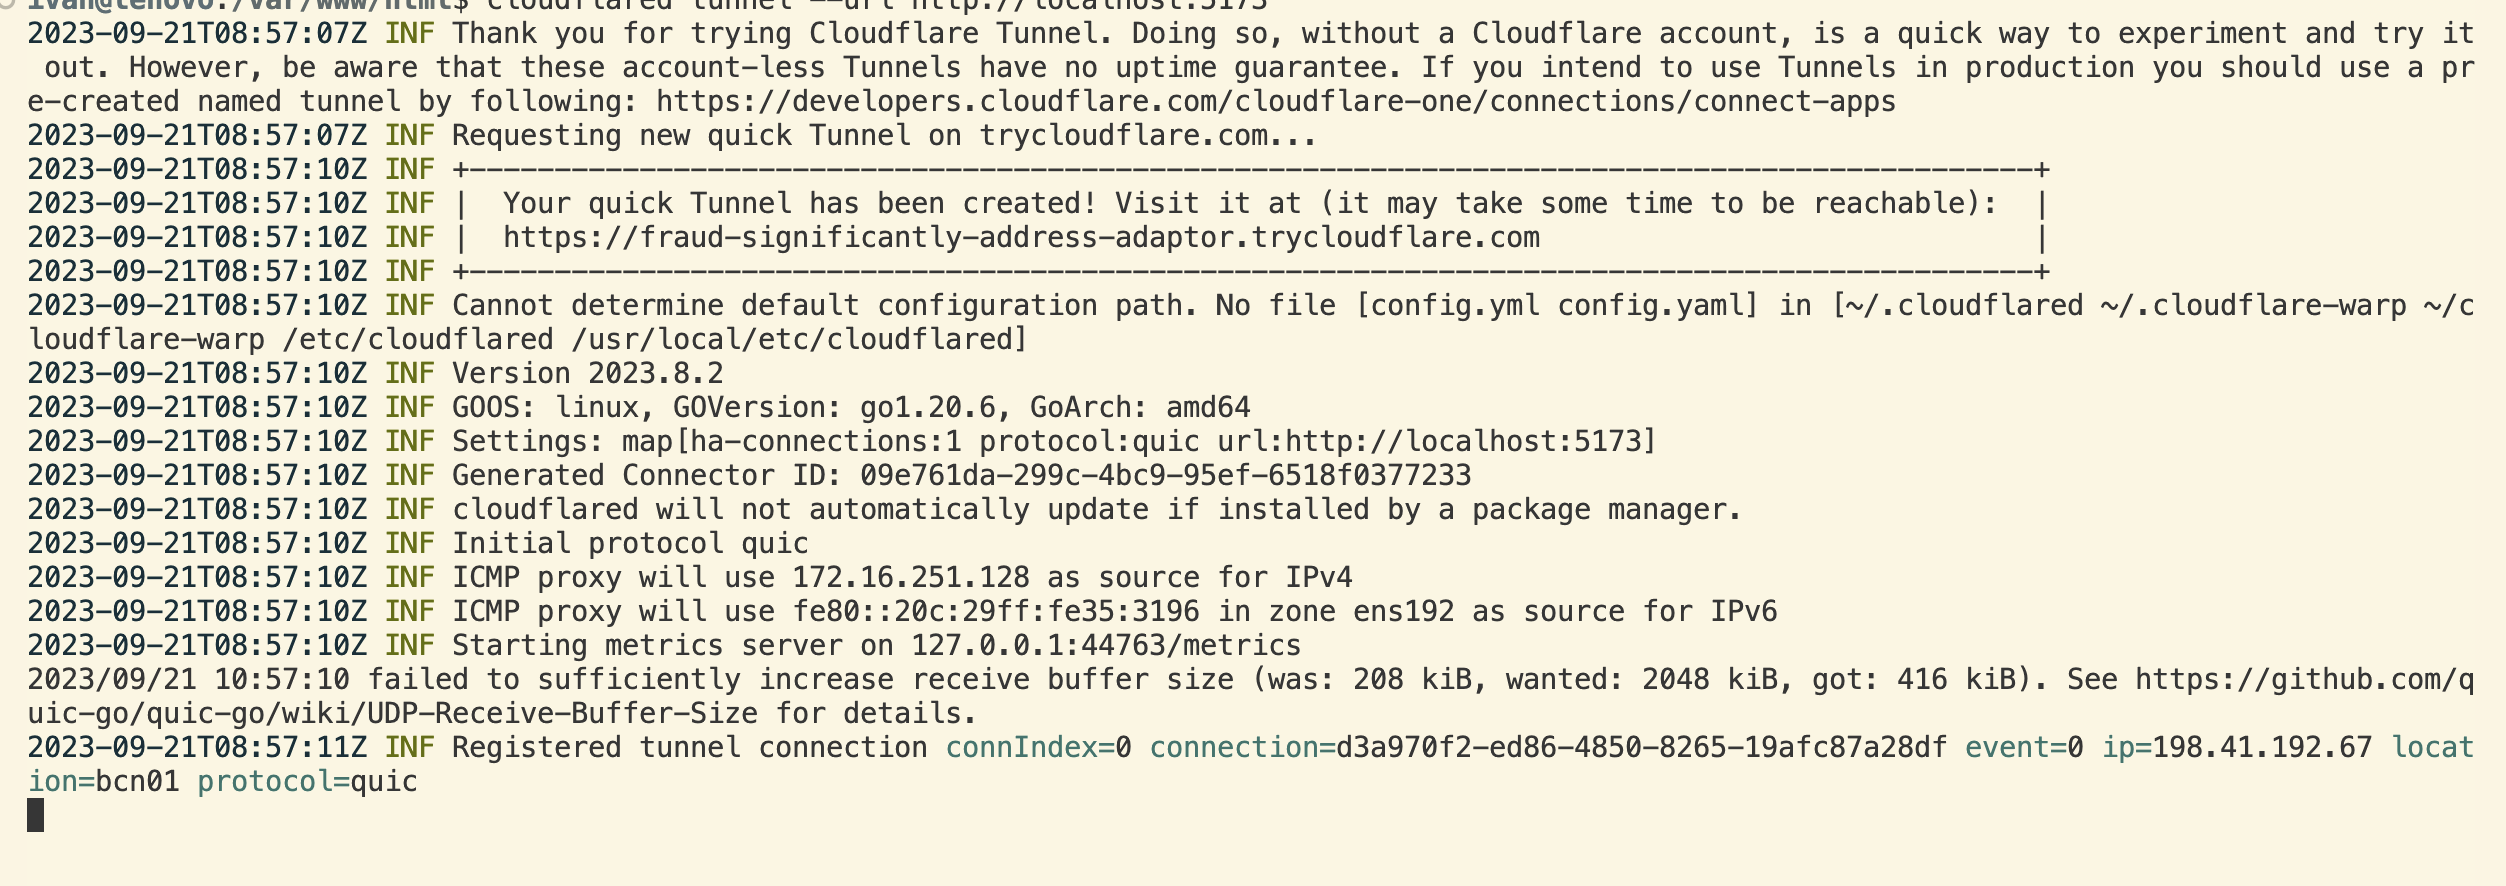 ivan@lenovo:/var/www/html$ cloudflared tunnel --url http://localhost:5173
2023-09-21T08:57:07Z INF Thank you for trying Cloudflare Tunnel. Doing so, without a Cloudflare account, is a quick way to experiment and try it
 out. However, be aware that these account-less Tunnels have no uptime guarantee. If you intend to use Tunnels in production you should use a pr
e-created named tunnel by following: https://developers.cloudflare.com/cloudflare-one/connections/connect-apps
2023-09-21T08:57:07Z INF Requesting new quick Tunnel on trycloudflare.com...
2023-09-21T08:57:10Z INF +--------------------------------------------------------------------------------------------+
2023-09-21T08:57:10Z INF |  Your quick Tunnel has been created! Visit it at (it may take some time to be reachable):  |
2023-09-21T08:57:10Z INF |  https://fraud-significantly-address-adaptor.trycloudflare.com                             |
2023-09-21T08:57:10Z INF +--------------------------------------------------------------------------------------------+
2023-09-21T08:57:10Z INF Cannot determine default configuration path. No file [config.yml config.yaml] in [~/.cloudflared ~/.cloudflare-warp ~/c
loudflare-warp /etc/cloudflared /usr/local/etc/cloudflared]
2023-09-21T08:57:10Z INF Version 2023.8.2
2023-09-21T08:57:10Z INF GOOS: linux, GOVersion: go1.20.6, GoArch: amd64
2023-09-21T08:57:10Z INF Settings: map[ha-connections:1 protocol:quic url:http://localhost:5173]
2023-09-21T08:57:10Z INF Generated Connector ID: 09e761da-299c-4bc9-95ef-6518f0377233
2023-09-21T08:57:10Z INF cloudflared will not automatically update if installed by a package manager.
2023-09-21T08:57:10Z INF Initial protocol quic
2023-09-21T08:57:10Z INF ICMP proxy will use 172.16.251.128 as source for IPv4
2023-09-21T08:57:10Z INF ICMP proxy will use fe80::20c:29ff:fe35:3196 in zone ens192 as source for IPv6
2023-09-21T08:57:10Z INF Starting metrics server on 127.0.0.1:44763/metrics
2023/09/21 10:57:10 failed to sufficiently increase receive buffer size (was: 208 kiB, wanted: 2048 kiB, got: 416 kiB). See https://github.com/q
uic-go/quic-go/wiki/UDP-Receive-Buffer-Size for details.
2023-09-21T08:57:11Z INF Registered tunnel connection connIndex=0 connection=d3a970f2-ed86-4850-8265-19afc87a28df event=0 ip=198.41.192.67 locat
ion=bcn01 protocol=quic